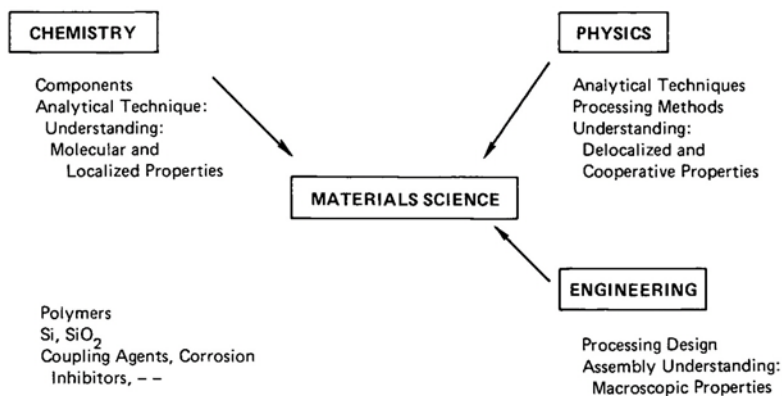 CHEMISTRY
Components
Analytical Technique:
Understanding:
Molecular and
Localized Properties
PHYSICS
Analytical Techniques
Processing Methods
Understanding:
Delocalized and
Cooperative Properties
MATERIALS SCIENCE
ENGINEERING
Processing Design
Assembly Understanding:
Macroscopic Properties
Polymers
Si, SiO₂
Coupling Agents, Corrosion
Inhibitors, – –